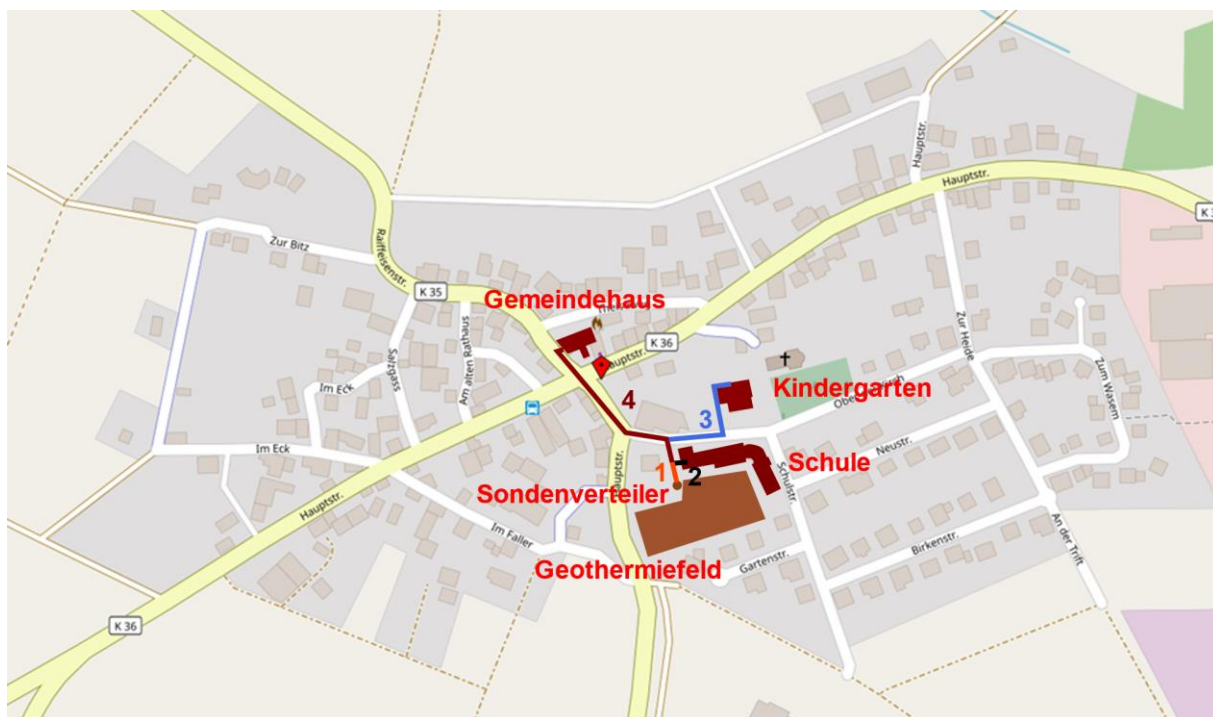 Hauptstr.
Hauptstr.
K 3
Zur Bitz
Raiffeisenstr.
K 35
Gemeindehaus
K 36
Hauptstr.
Zur Heide
Salzgass
Am alten Rathaus
Im Eck
4
3
Kindergarten
Zum Wasem
Im Eck
Neustr.
Schule
1
2
Schulstr.
Sondenverteiler
Hauptstr.
Hauptstr.
Im Faller
Geothermiefeld
Gartenstr.
Birkenstr.
An der Trift
K 36